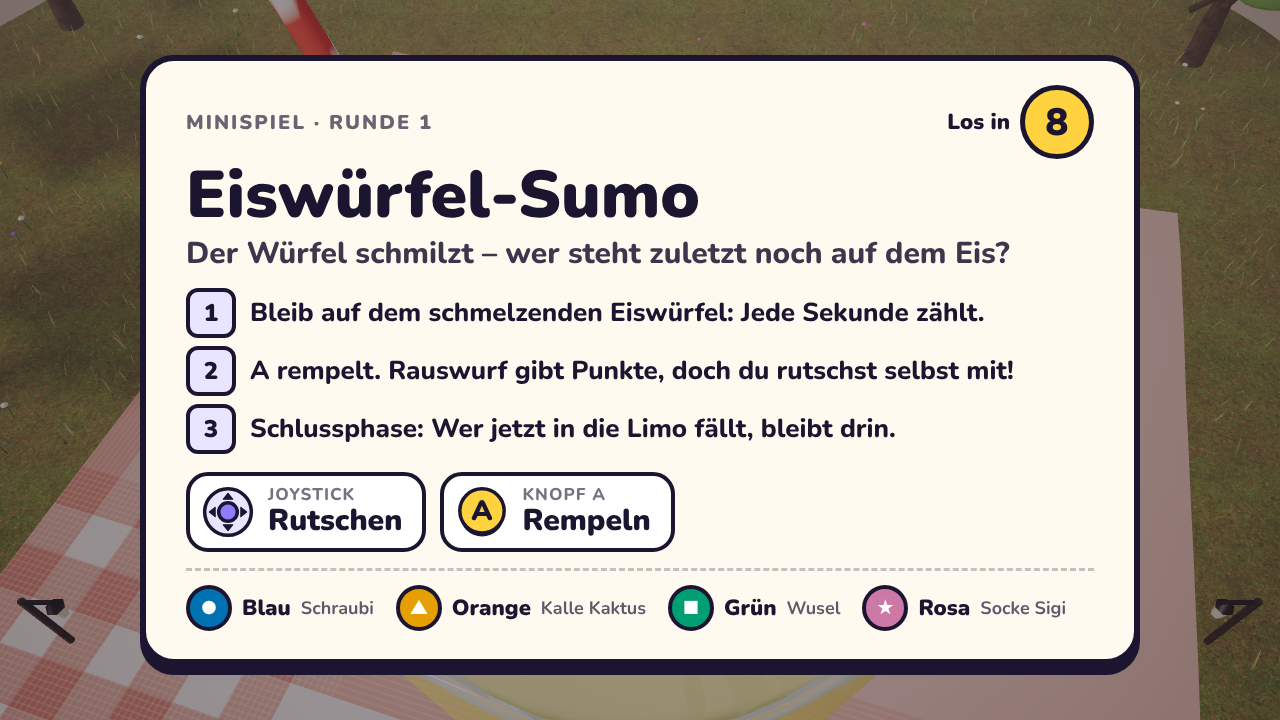 MINISPIEL · RUNDE 1
Los in 8
Eiswürfel-Sumo
Der Würfel schmilzt – wer steht zuletzt noch auf dem Eis?
1 Bleib auf dem schmelzenden Eiswürfel: Jede Sekunde zählt.
2 A rempelt. Rauswurf gibt Punkte, doch du rutschst selbst mit!
3 Schlussphase: Wer jetzt in die Limo fällt, bleibt drin.
JOYSTICK
Rutschen
A
KNOPF A
Rempeln
Blau Schraubi
Orange Kalle Kaktus
Grün Wusel
Rosa Socke Sigi